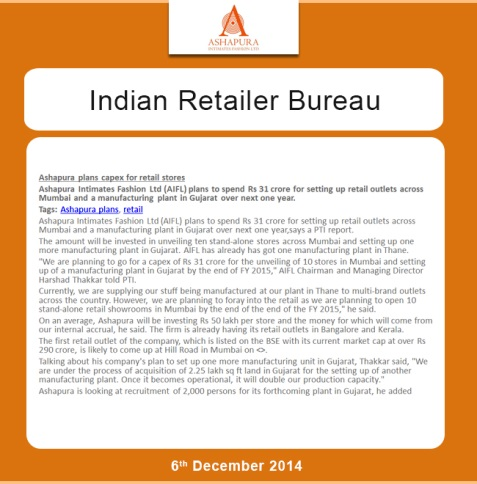 ASHAPURA
INTIMATES FASHION LTD
Indian Retailer Bureau
Ashapura plans capex for retail stores
Ashapura Intimates Fashion Ltd (AIFL) plans to spend Rs 31 crore for setting up retail outlets across
Mumbai and a manufacturing plant in Gujarat over next one year.
Tags: Ashapura plans, retail
Ashapura Intimates Fashion Ltd (AIFL) plans to spend Rs 31 crore for setting up retail outlets across
Mumbai and a manufacturing plant in Gujarat over next one year,says a PTI report.
The amount will be invested in unveiling ten stand-alone stores across Mumbai and setting up one
more manufacturing plant in Gujarat. AIFL has already has got one manufacturing plant in Thane.
"We are planning to go for a capex of Rs 31 crore for the unveiling of 10 stores in Mumbai and setting
up of a manufacturing plant in Gujarat by the end of FY 2015," AIFL Chairman and Managing Director
Harshad Thakkar told PTI.
Currently, we are supplying our stuff being manufactured at our plant in Thane to multi-brand outlets
across the country. However, we are planning to foray into the retail as we are planning to open 10
stand-alone retail showrooms in Mumbai by the end of the end of FY 2015," he said.
On an average, Ashapura will be investing Rs 50 lakh per store and the money for which will come from
our internal accrual, he said. The firm is already having its retail outlets in Bangalore and Kerala.
The first retail outlet of the company, which is listed on the BSE with its current market cap at over Rs
290 crore, is likely to come up at Hill Road in Mumbai on <>.
Talking about his company's plan to set up one more manufacturing unit in Gujarat, Thakkar said, "We
are under the process of acquisition of 2.25 lakh sq ft land in Gujarat for the setting up of another
manufacturing plant. Once it becomes operational, it will double our production capacity."
Ashapura is looking at recruitment of 2,000 persons for its forthcoming plant in Gujarat, he added
6th December 2014